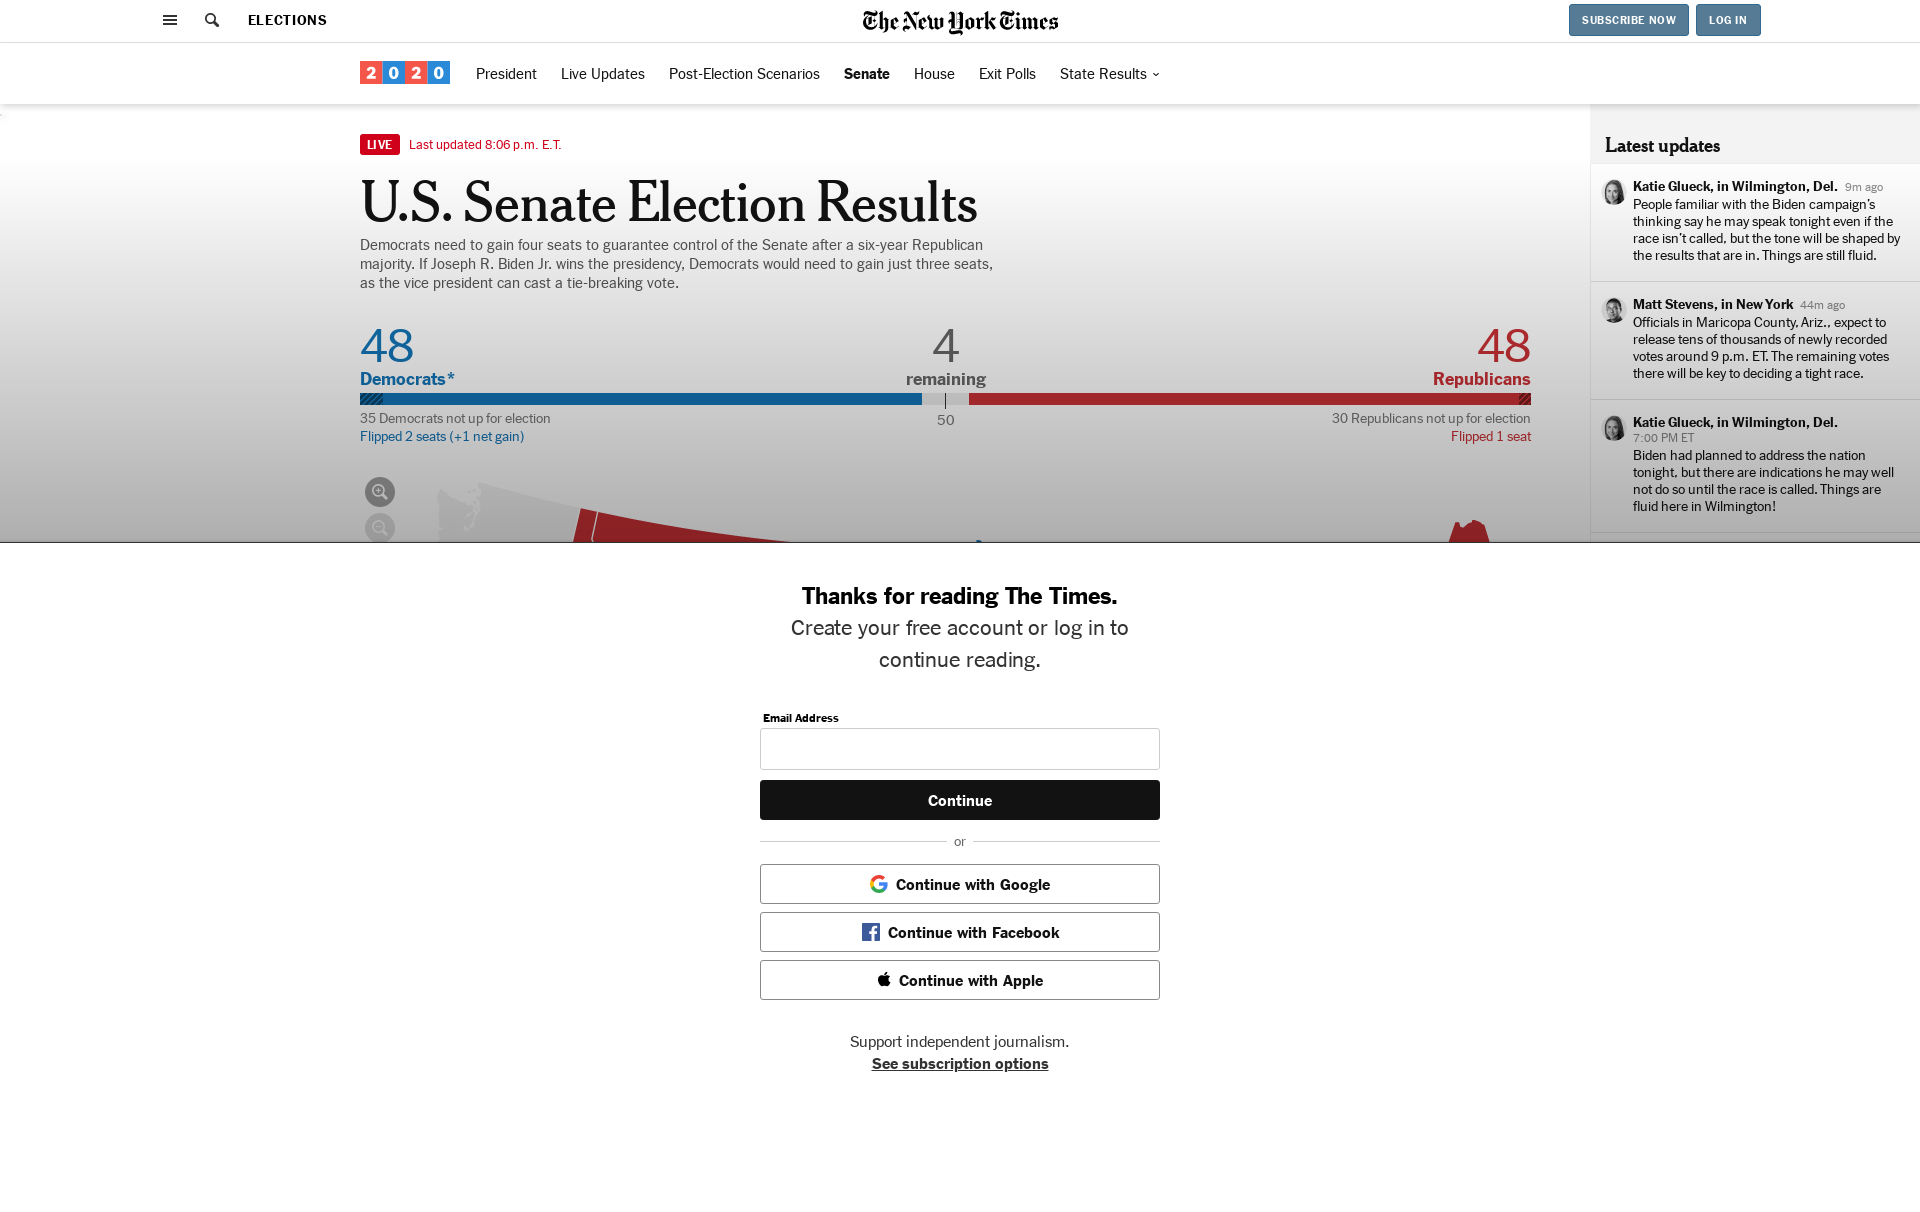 ELECTIONS
The New York Times
SUBSCRIBE NOW
LOG IN
2020
President
Live Updates
Post-Election Scenarios
Senate
House
Exit Polls
State Results
LIVE
Last updated 8:06 p.m. E.T.
U.S. Senate Election Results
Democrats need to gain four seats to guarantee control of the Senate after a six-year Republican
majority. If Joseph R. Biden Jr. wins the presidency, Democrats would need to gain just three seats,
as the vice president can cast a tie-breaking vote.
48
Democrats*
4
remaining
48
Republicans
35 Democrats not up for election
Flipped 2 seats (+1 net gain)
50
30 Republicans not up for election
Flipped 1 seat
Latest updates
Katie Glueck, in Wilmington, Del. 9m ago
People familiar with the Biden campaign’s
thinking say he may speak tonight even if the
race isn’t called, but the tone will be shaped by
the results that are in. Things are still fluid.
Matt Stevens, in New York 44m ago
Officials in Maricopa County, Ariz., expect to
release tens of thousands of newly recorded
votes around 9 p.m. ET. The remaining votes
there will be key to deciding a tight race.
Katie Glueck, in Wilmington, Del.
7:00 PM ET
Biden had planned to address the nation
tonight, but there are indications he may well
not do so until the race is called. Things are
fluid here in Wilmington!
Thanks for reading The Times.
Create your free account or log in to
continue reading.
Email Address
Continue
or
Continue with Google
Continue with Facebook
Continue with Apple
Support independent journalism.
See subscription options